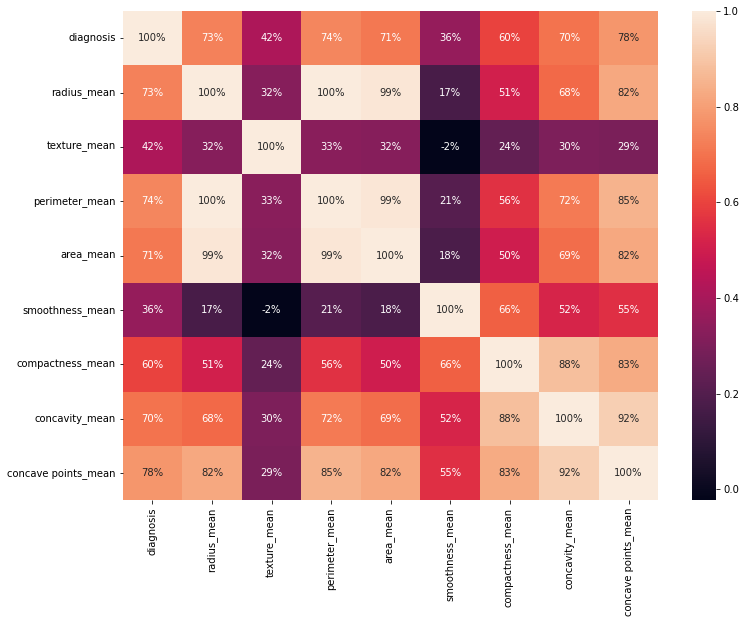 diagnosis 100% 73% 42% 74% 71% 36% 60% 70% 78%
radius_mean 73% 100% 32% 100% 99% 17% 51% 68% 82%
texture_mean 42% 32% 100% 33% 32% -2% 24% 30% 29%
perimeter_mean 74% 100% 33% 100% 99% 21% 56% 72% 85%
area_mean 71% 99% 32% 99% 100% 18% 50% 69% 82%
smoothness_mean 36% 17% -2% 21% 18% 100% 66% 52% 55%
compactness_mean 60% 51% 24% 56% 50% 66% 100% 88% 83%
concavity_mean 70% 68% 30% 72% 69% 52% 88% 100% 92%
concave points_mean 78% 82% 29% 85% 82% 55% 83% 92% 100%
diagnosis
radius_mean
texture_mean
perimeter_mean
area_mean
smoothness_mean
compactness_mean
concavity_mean
concave points_mean
1.0
0.8
0.6
0.4
0.2
0.0